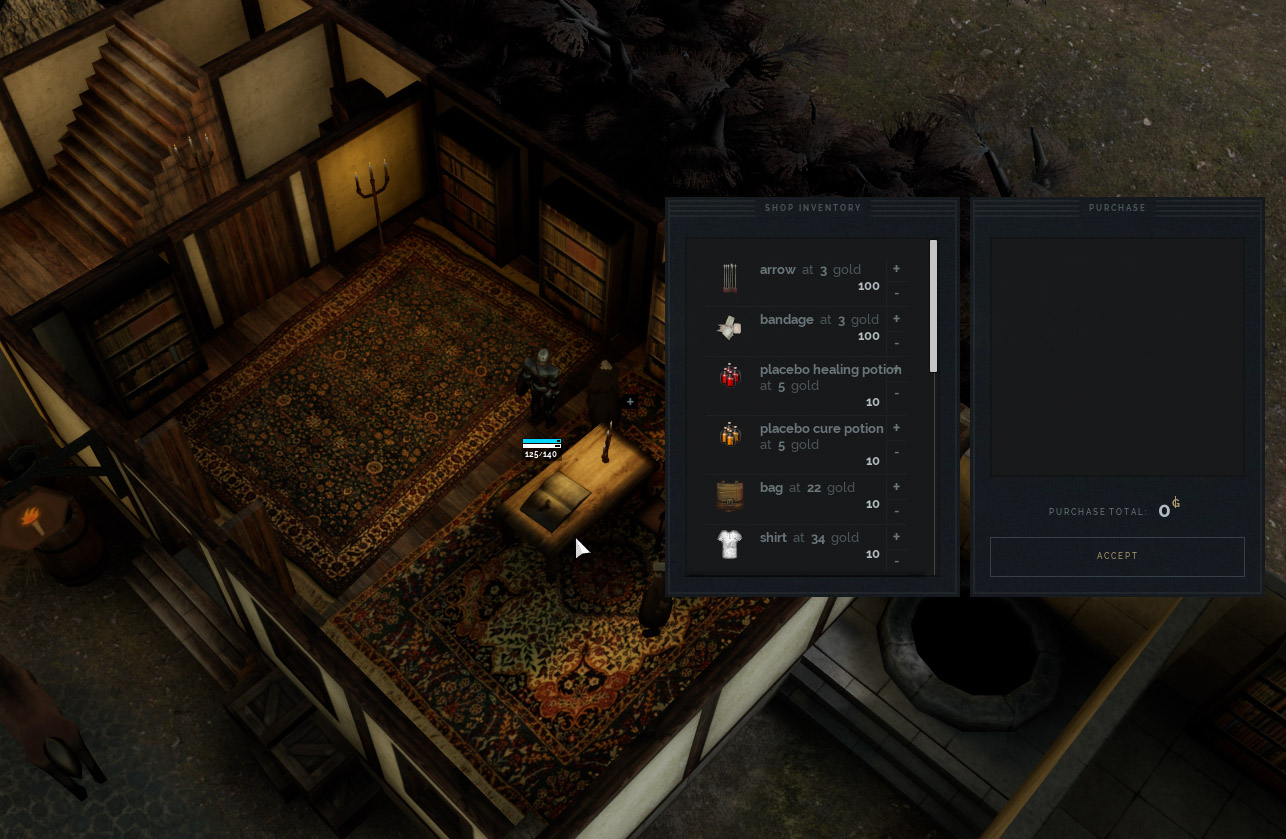 SHOP INVENTORY
arrow at 3 gold
100
+
-
bandage at 3 gold
100
+
-
placebo healing potion
at 5 gold
10
+
-
placebo cure potion
at 5 gold
10
+
-
bag at 22 gold
10
+
-
shirt at 34 gold
10
+
-
PURCHASE
PURCHASE TOTAL: 0
ACCEPT
+
125/140